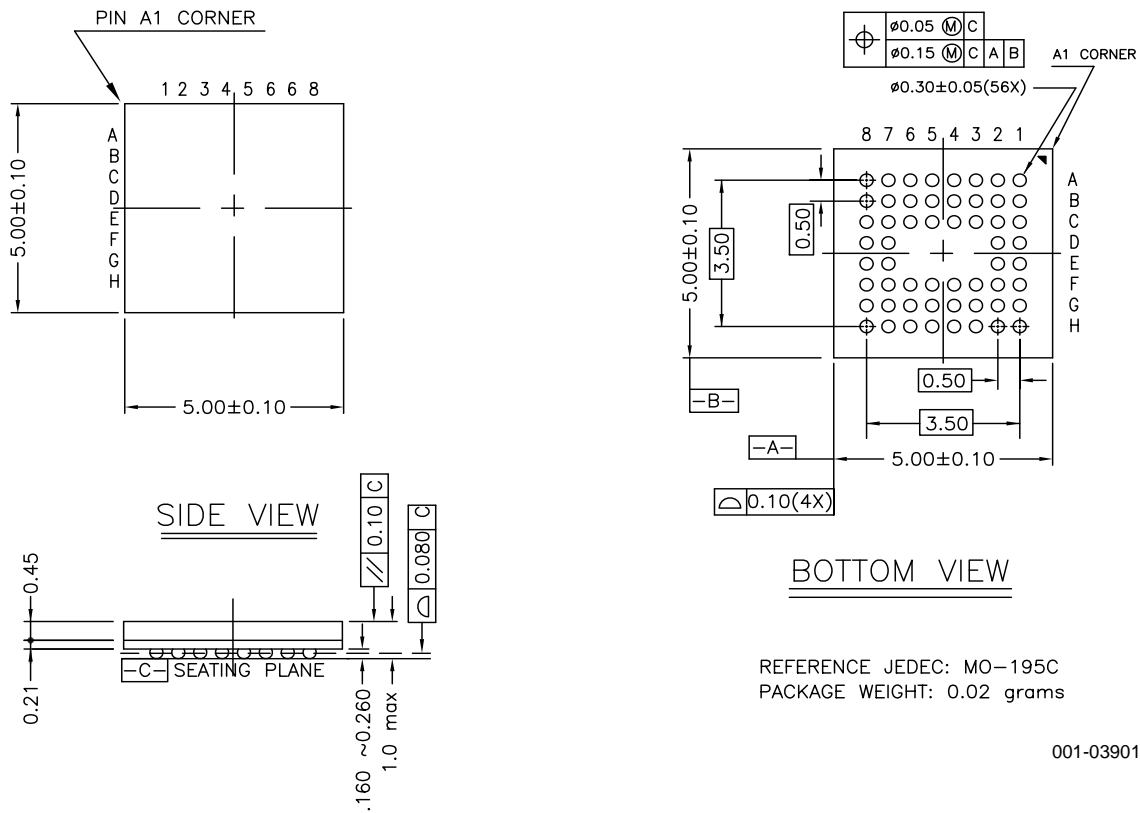 PIN A1 CORNER
1 2 3 4 5 6 6 8
A
B
C
D
E
F
G
H
5.00±0.10
5.00±0.10
ø0.05 Ⓜ C
ø0.15 Ⓜ C A B
A1 CORNER
ø0.30±0.05(56X)
8 7 6 5 4 3 2 1
A
B
C
D
E
F
G
H
5.00±0.10
3.50
0.50
0.50
3.50
5.00±0.10
-B-
-A-
0.10(4X)
SIDE VIEW
// 0.10 C
0.080 C
0.45
0.21
-C- SEATING PLANE
.160 ~0.260
1.0 max
BOTTOM VIEW
REFERENCE JEDEC: MO-195C
PACKAGE WEIGHT: 0.02 grams
001-03901